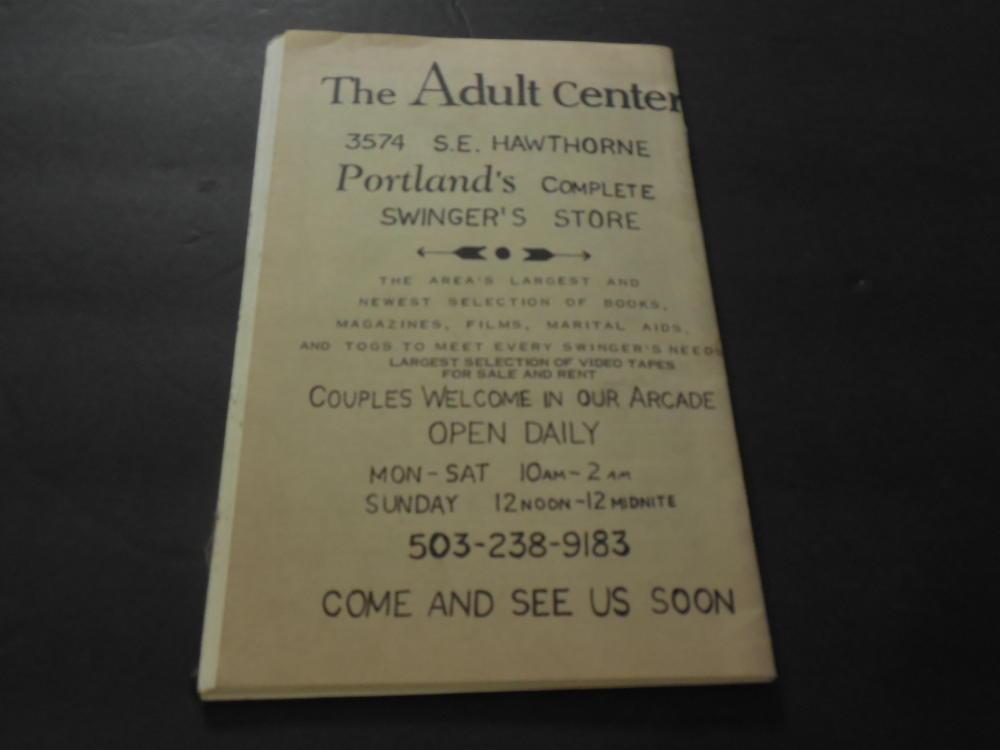 The Adult Center
3574 S.E. HAWTHORNE
Portland's COMPLETE
SWINGER'S STORE
THE AREA'S LARGEST AND
NEWEST SELECTION OF BOOKS,
MAGAZINES, FILMS, MARITAL AIDS,
AND TOGS TO MEET EVERY SWINGER'S NEEDS
LARGEST SELECTION OF VIDEO TAPES
FOR SALE AND RENT
COUPLES WELCOME IN OUR ARCADE
OPEN DAILY
MON-SAT 10AM-2AM
SUNDAY 12NOON-12MIDNITE
503-238-9183
COME AND SEE US SOON